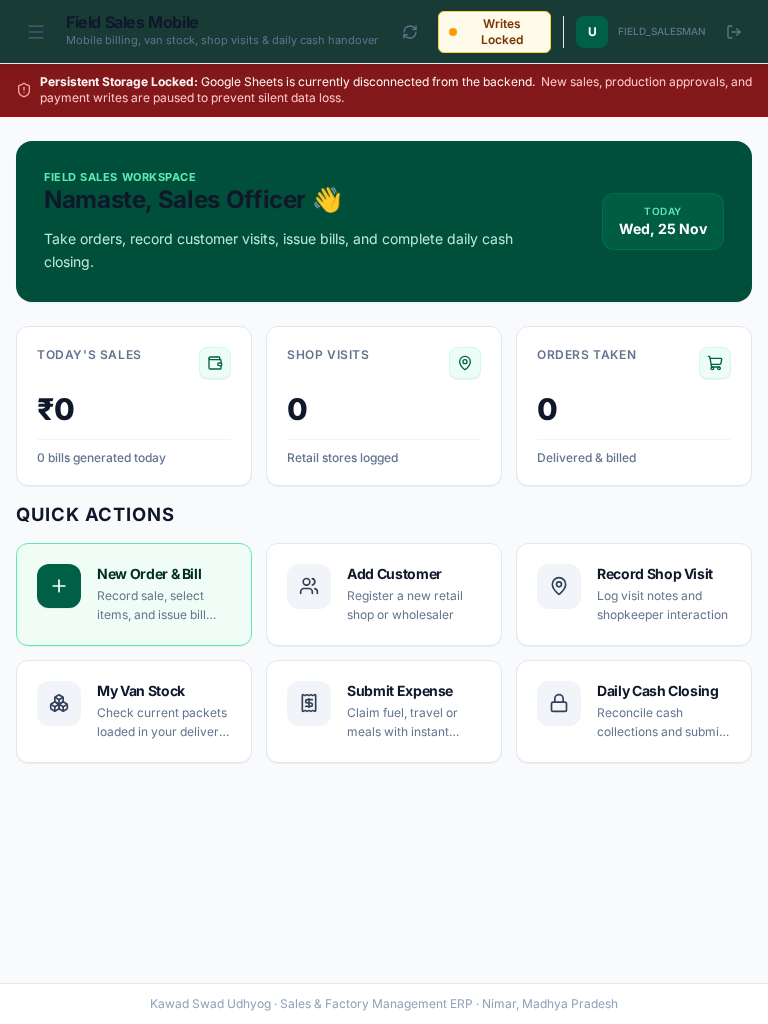 Field Sales Mobile
Mobile billing, van stock, shop visits & daily cash handover
Writes
Locked
U
FIELD_SALESMAN
Persistent Storage Locked: Google Sheets is currently disconnected from the backend. New sales, production approvals, and
payment writes are paused to prevent silent data loss.
FIELD SALES WORKSPACE
Namaste, Sales Officer 👋
Take orders, record customer visits, issue bills, and complete daily cash
closing.
TODAY
Wed, 25 Nov
TODAY'S SALES
₹0
0 bills generated today
SHOP VISITS
0
Retail stores logged
ORDERS TAKEN
0
Delivered & billed
QUICK ACTIONS
New Order & Bill
Record sale, select
items, and issue bill…
Add Customer
Register a new retail
shop or wholesaler
Record Shop Visit
Log visit notes and
shopkeeper interaction
My Van Stock
Check current packets
loaded in your deliver…
Submit Expense
Claim fuel, travel or
meals with instant…
Daily Cash Closing
Reconcile cash
collections and submi…
Kawad Swad Udhyog · Sales & Factory Management ERP · Nimar, Madhya Pradesh